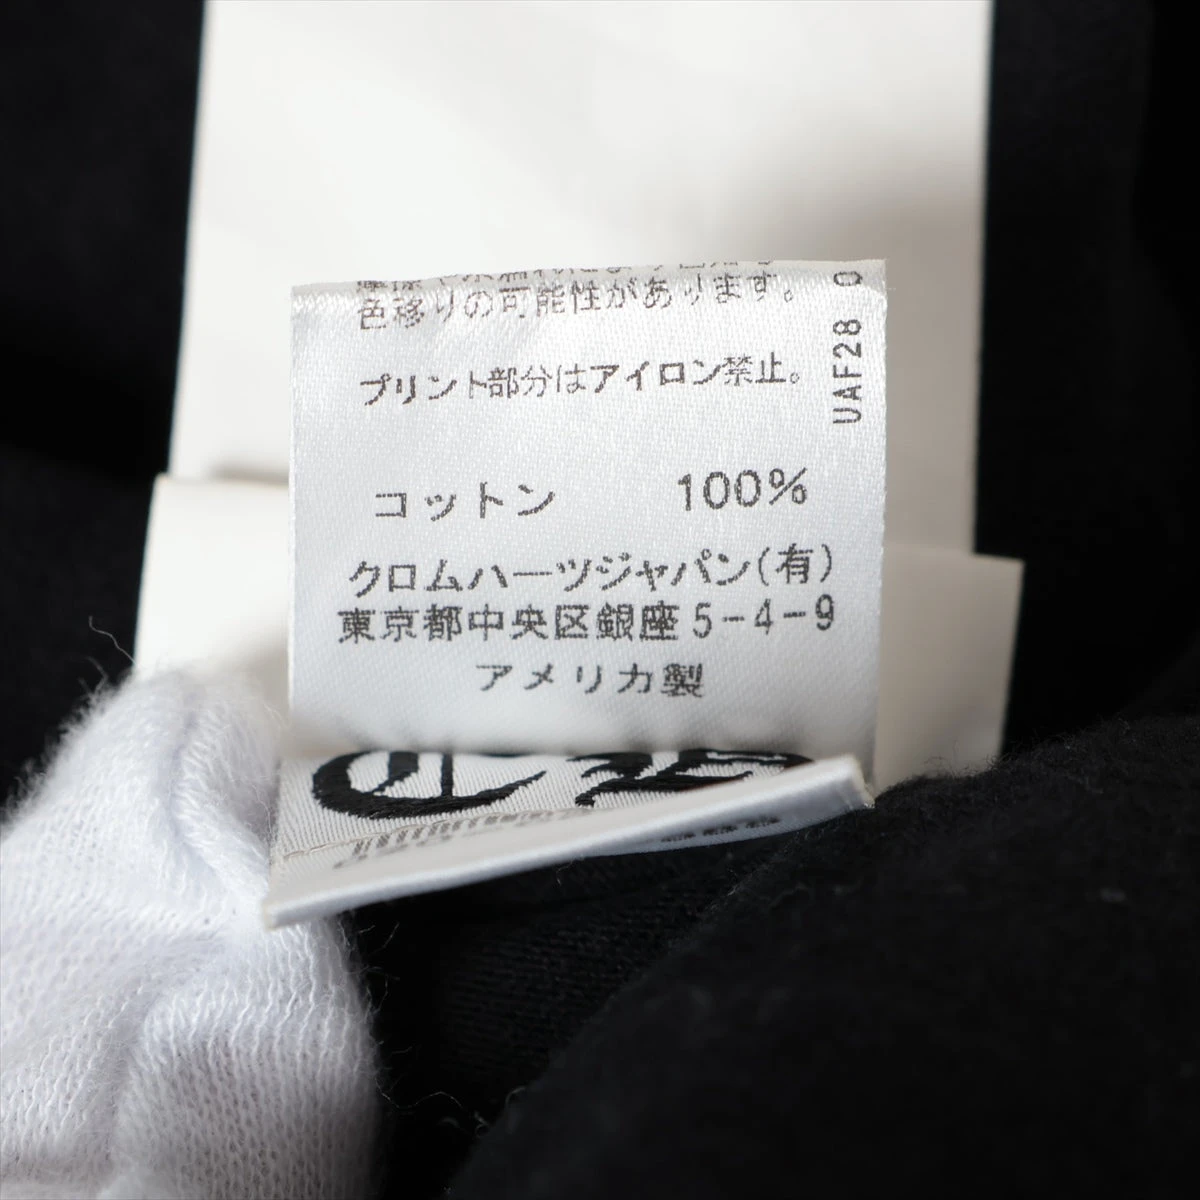 色移りの可能性があります。
プリント部分はアイロン禁止。
コットン 100%
クロムハーツジャパン(有)
東京都中央区銀座5-4-9
アメリカ製
UAF28 0